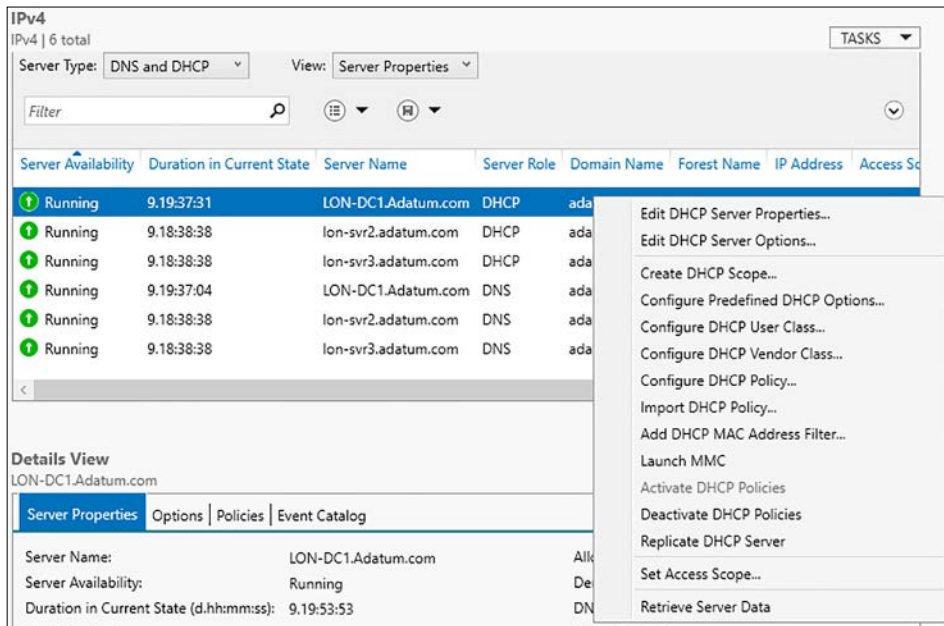 IPv4
IPv4 | 6 total
TASKS
Server Type: DNS and DHCP View: Server Properties
Filter
Server Availability Duration in Current State Server Name Server Role Domain Name Forest Name IP Address Access Sc
Running 9.19:37:31 LON-DC1.Adatum.com DHCP ada
Running 9.18:38:38 lon-svr2.adatum.com DHCP ada
Running 9.18:38:38 lon-svr3.adatum.com DHCP ada
Running 9.19:37:04 LON-DC1.Adatum.com DNS ada
Running 9.18:38:38 lon-svr2.adatum.com DNS ada
Running 9.18:38:38 lon-svr3.adatum.com DNS ada
Edit DHCP Server Properties...
Edit DHCP Server Options...
Create DHCP Scope...
Configure Predefined DHCP Options...
Configure DHCP User Class...
Configure DHCP Vendor Class...
Configure DHCP Policy...
Import DHCP Policy...
Add DHCP MAC Address Filter...
Launch MMC
Activate DHCP Policies
Deactivate DHCP Policies
Replicate DHCP Server
Set Access Scope...
Retrieve Server Data
Details View
LON-DC1.Adatum.com
Server Properties Options Policies Event Catalog
Server Name: LON-DC1.Adatum.com All
Server Availability: Running De
Duration in Current State (d.hh:mm:ss): 9.19:53:53 DN